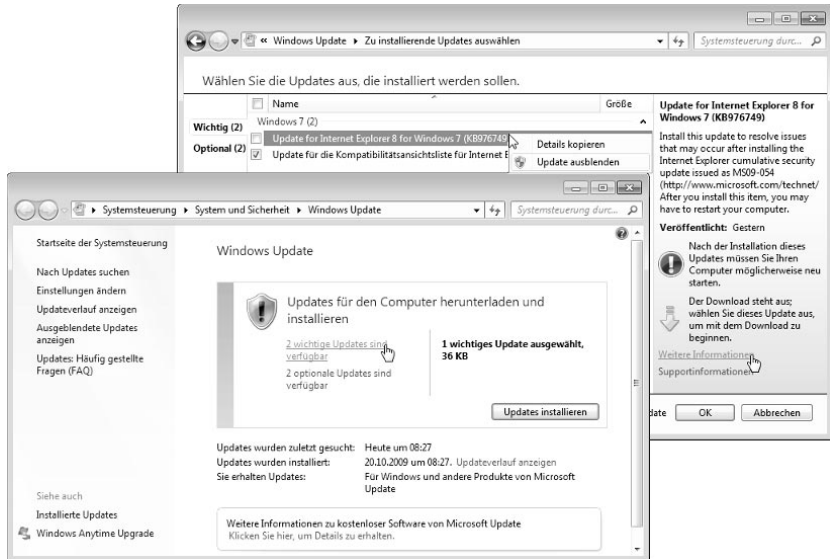 « Windows Update ▸ Zu installierende Updates auswählen
Systemsteuerung durc...
Wählen Sie die Updates aus, die installiert werden sollen.
Name
Größe
Wichtig (2)
Optional (2)
Windows 7 (2)
Update for Internet Explorer 8 for Windows 7 (KB976749)
Update für die Kompatibilitätsansichtsliste für Internet E
Details kopieren
Update ausblenden
Update for Internet Explorer 8 for
Windows 7 (KB976749)
Install this update to resolve issues
that may occur after installing the
Internet Explorer cumulative security
update issued as MS09-054
(http://www.microsoft.com/technet/
After you install this item, you may
have to restart your computer.
Veröffentlicht: Gestern
Nach der Installation dieses
Updates müssen Sie Ihren
Computer möglicherweise neu
starten.
Der Download steht aus;
wählen Sie dieses Update aus,
um mit dem Download zu
beginnen.
Weitere Informationen
Supportinformationen
date
OK
Abbrechen
▸ Systemsteuerung ▸ System und Sicherheit ▸ Windows Update
Systemsteuerung durc...
Startseite der Systemsteuerung
Nach Updates suchen
Einstellungen ändern
Updateverlauf anzeigen
Ausgeblendete Updates
anzeigen
Updates: Häufig gestellte
Fragen (FAQ)
Siehe auch
Installierte Updates
Windows Anytime Upgrade
Windows Update
Updates für den Computer herunterladen und
installieren
2 wichtige Updates sind
verfügbar
2 optionale Updates sind
verfügbar
1 wichtiges Update ausgewählt,
36 KB
Updates installieren
Updates wurden zuletzt gesucht: Heute um 08:27
Updates wurden installiert: 20.10.2009 um 08:27. Updateverlauf anzeigen
Sie erhalten Updates: Für Windows und andere Produkte von Microsoft
Update
Weitere Informationen zu kostenloser Software von Microsoft Update
Klicken Sie hier, um Details zu erhalten.